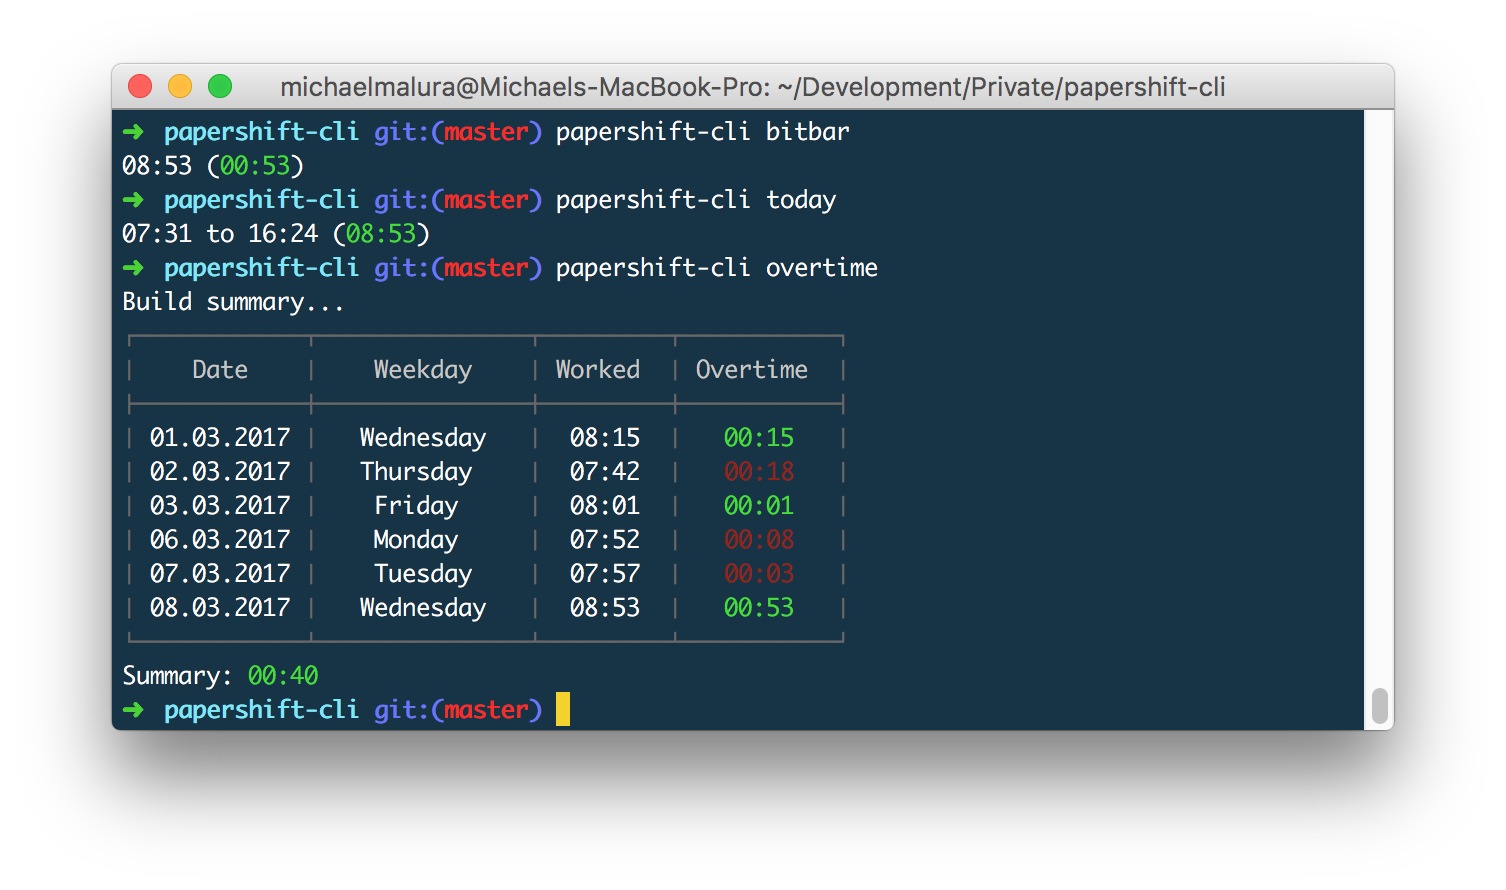 michaelmalura@Michaels-MacBook-Pro: ~/Development/Private/papershift-cli
➜ papershift-cli git:(master) papershift-cli bitbar
08:53 (00:53)
➜ papershift-cli git:(master) papershift-cli today
07:31 to 16:24 (08:53)
➜ papershift-cli git:(master) papershift-cli overtime
Build summary...
Date Weekday Worked Overtime
01.03.2017 Wednesday 08:15 00:15
02.03.2017 Thursday 07:42 00:18
03.03.2017 Friday 08:01 00:01
06.03.2017 Monday 07:52 00:08
07.03.2017 Tuesday 07:57 00:03
08.03.2017 Wednesday 08:53 00:53
Summary: 00:40
➜ papershift-cli git:(master)